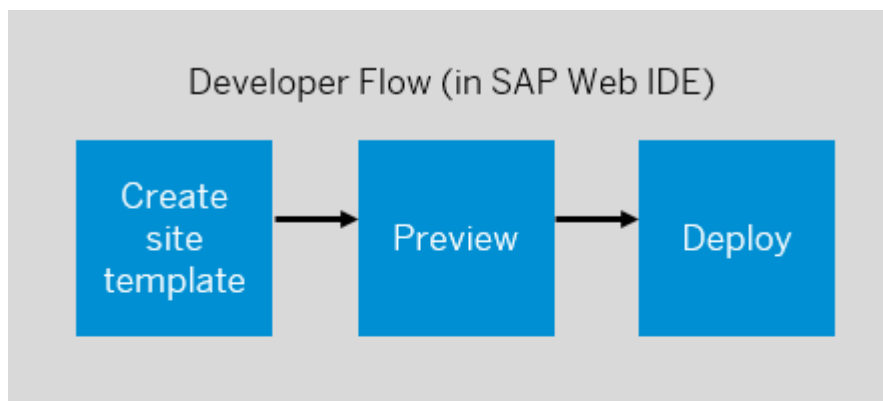 Developer Flow (in SAP Web IDE)
Create
site
template
Preview
Deploy